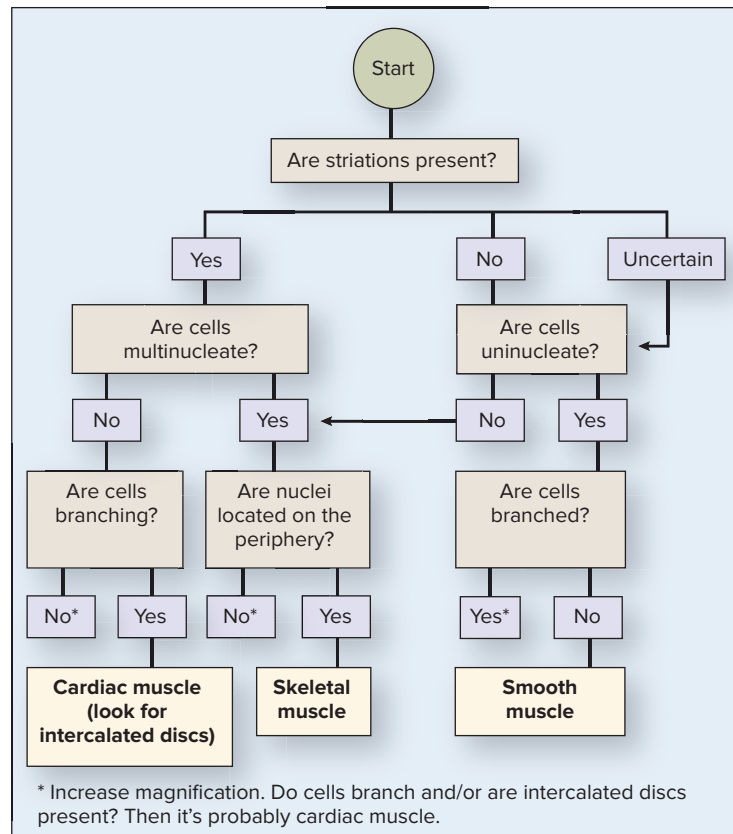 Start
Are striations present?
Yes
No
Uncertain
Are cells
multinucleate?
Are cells
uninucleate?
No
Yes
No
Yes
Are cells
branching?
Are nuclei
located on the
periphery?
Are cells
branched?
No*
Yes
No*
Yes
Yes*
No
Cardiac muscle
(look for
intercalated discs)
Skeletal
muscle
Smooth
muscle
* Increase magnification. Do cells branch and/or are intercalated discs
present? Then it’s probably cardiac muscle.